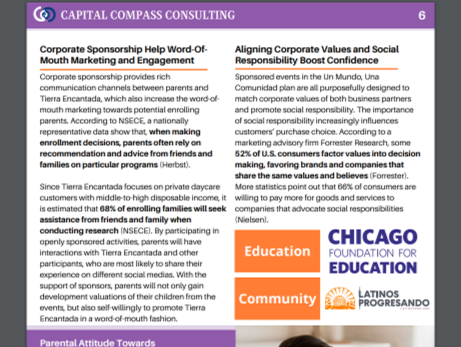 CAPITAL COMPASS CONSULTING
6
Corporate Sponsorship Help Word-Of-
Mouth Marketing and Engagement
Corporate sponsorship provides rich
communication channels between parents and
Tierra Encantada, which also increase the word-of-
mouth marketing towards potential enrolling
parents. According to NSECE, a nationally
representative data show that, when making
enrollment decisions, parents often rely on
recommendation and advice from friends and
families on particular programs (Herbst).
Since Tierra Encantada focuses on private daycare
customers with middle-to-high disposable income, it
is estimated that 68% of enrolling families will seek
assistance from friends and family when
conducting research (NSECE). By participating in
openly sponsored activities, parents will have
interactions with Tierra Encantada and other
participants, who are most likely to share their
experience on different social medias. With the
support of sponsors, parents will not only gain
development valuations of their children from the
events, but also self-willingly to promote Tierra
Encantada in a word-of-mouth fashion.
Parental Attitude Towards
Aligning Corporate Values and Social
Responsibility Boost Confidence
Sponsored events in the Un Mundo, Una
Comunidad plan are all purposefully designed to
match corporate values of both business partners
and promote social responsibility. The importance
of social responsibility increasingly influences
customers' purchase choice. According to a
marketing advisory firm Forrester Research, some
52% of U.S. consumers factor values into decision
making, favoring brands and companies that
share the same values and believes (Forrester).
More statistics point out that 66% of consumers are
willing to pay more for goods and services to
companies that advocate social responsibilities
(Nielsen).
Education
CHICAGO
FOUNDATION FOR
EDUCATION
Community
LATINOS
PROGRESANDO